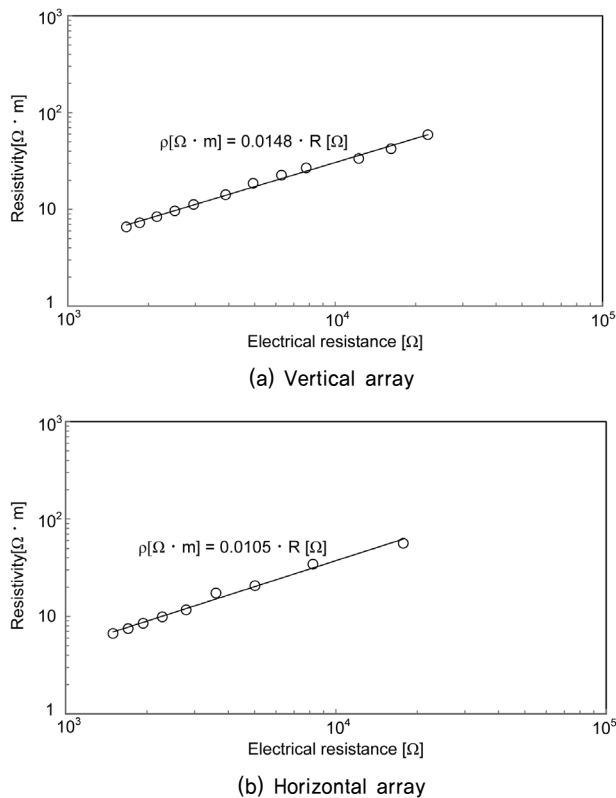 10³
10²
10
1
Resistivity[Ω · m]
ρ[Ω · m] = 0.0148 · R [Ω]
10³
10⁴
10⁵
Electrical resistance [Ω]
(a) Vertical array
10³
10²
10
1
Resistivity[Ω · m]
ρ[Ω · m] = 0.0105 · R [Ω]
10³
10⁴
10⁵
Electrical resistance [Ω]
(b) Horizontal array